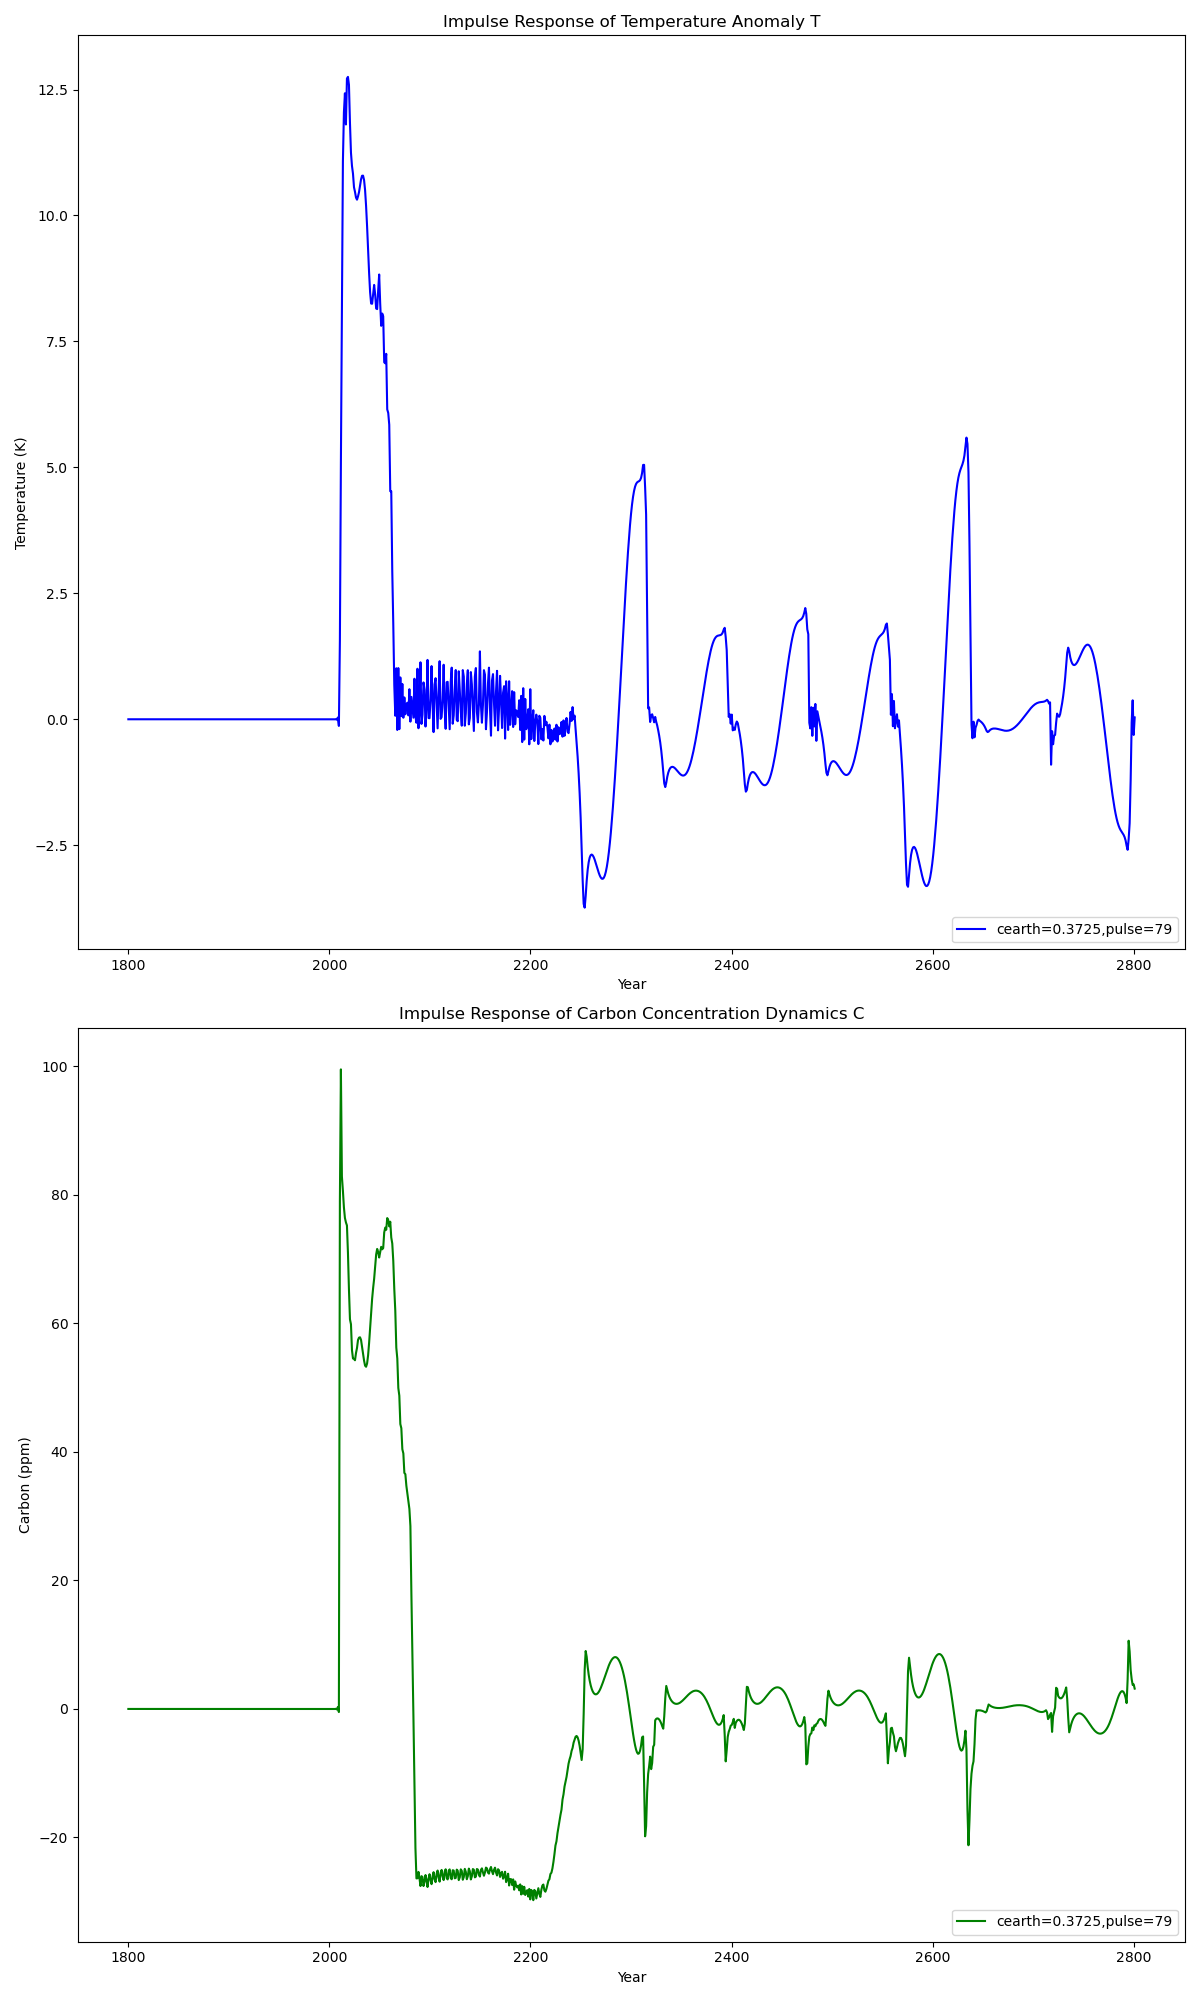 Impulse Response of Temperature Anomaly T
12.5
10.0
7.5
5.0
2.5
0.0
−2.5
Temperature (K)
cearth=0.3725,pulse=79
1800 2000 2200 2400 2600 2800
Year
Impulse Response of Carbon Concentration Dynamics C
100
80
60
40
20
0
−20
Carbon (ppm)
cearth=0.3725,pulse=79
1800 2000 2200 2400 2600 2800
Year